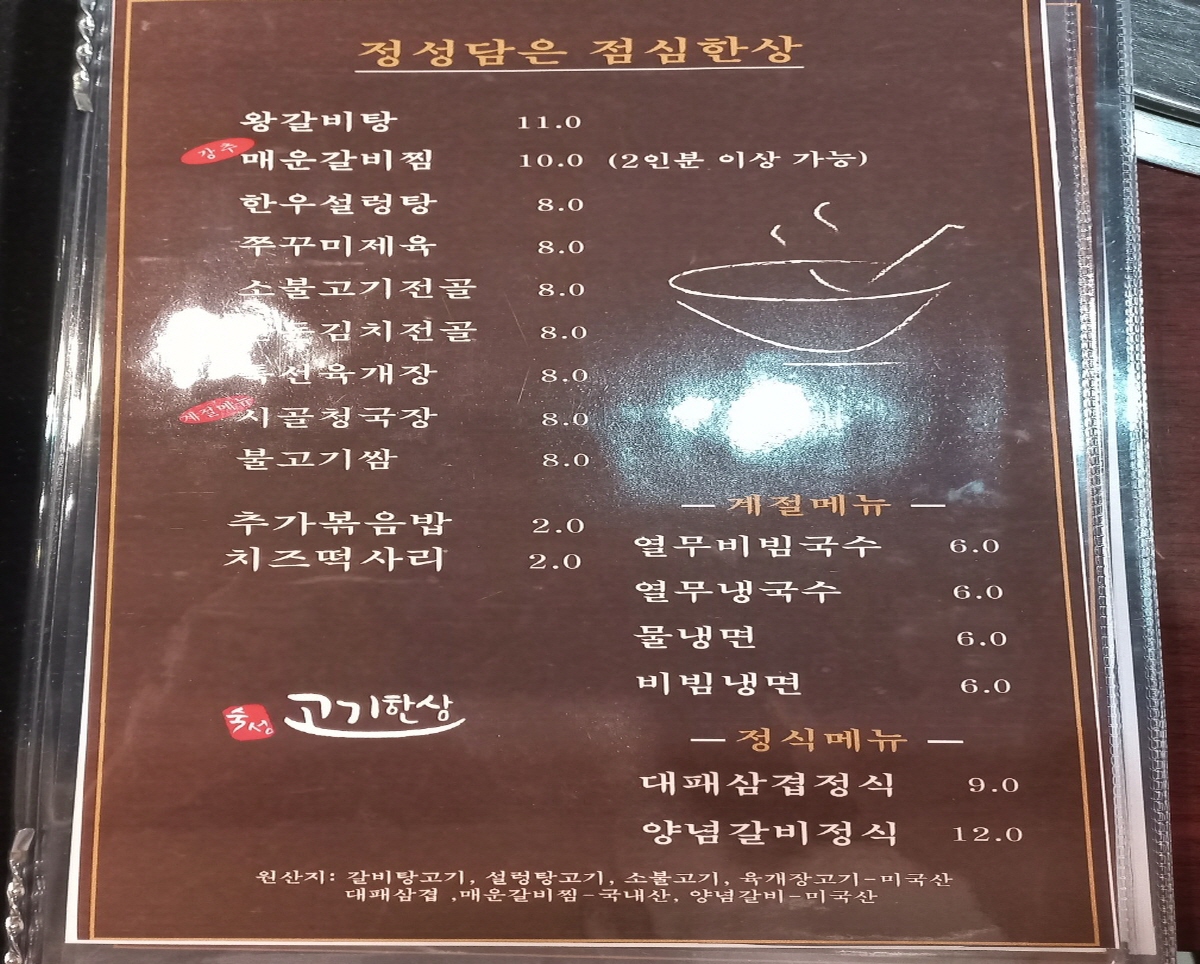 정성담은 점심한상
왕갈비탕 11.0
강추 매운갈비찜 10.0 (2인분 이상 가능)
한우설렁탕 8.0
쭈꾸미제육 8.0
소불고기전골 8.0
김치전골 8.0
육개장 8.0
계절메뉴 시골청국장 8.0
불고기쌈 8.0
추가볶음밥 2.0
치즈떡사리 2.0
숙성 고기한상
— 계절메뉴 —
열무비빔국수 6.0
열무냉국수 6.0
물냉면 6.0
비빔냉면 6.0
— 정식메뉴 —
대패삼겹정식 9.0
양념갈비정식 12.0
원산지: 갈비탕고기, 설렁탕고기, 소불고기, 육개장고기-미국산
대패삼겹 ,매운갈비찜-국내산, 양념갈비-미국산